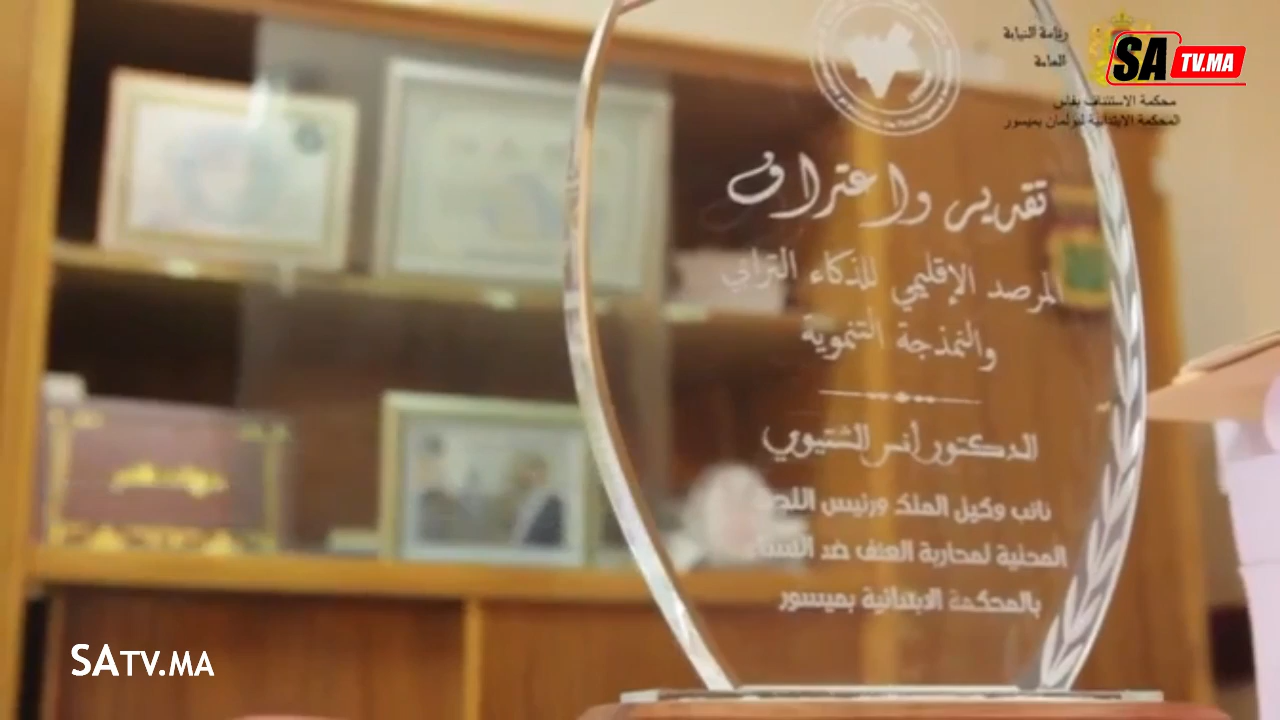 رئاسة النيابة
العامة
SA TV.MA
محكمة الاستئناف بفاس
المحكمة الابتدائية لبولمان بميسور
تقدير واعتراف
المرصد الإقليمي للذكاء الترابي
والنمذجة التنموية
الدكتور أنس الشتيوي
نائب وكيل الملك ورئيس
المحلية لمحاربة العنف ضد
بالمحكمة الابتدائية بميسور
SATV.MA